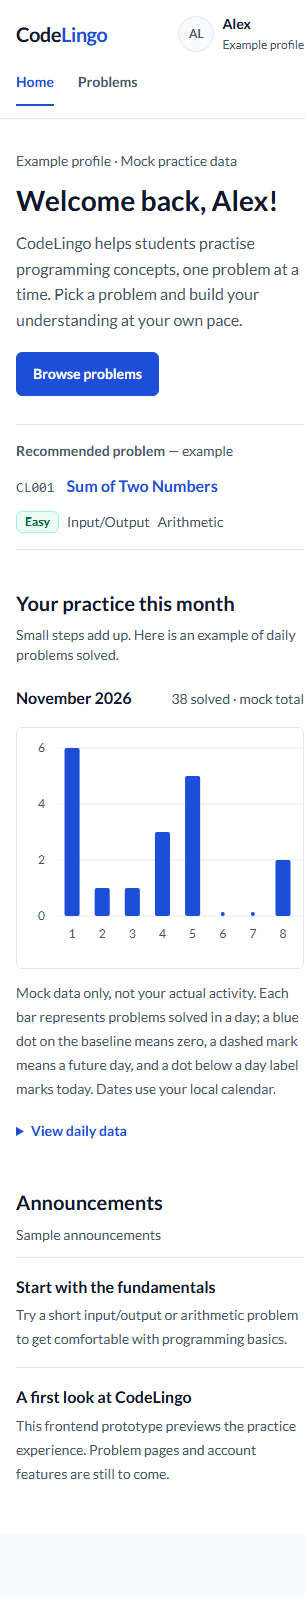 CodeLingo
AL
Alex
Example profile
Home
Problems
Example profile · Mock practice data
Welcome back, Alex!
CodeLingo helps students practise
programming concepts, one problem at a
time. Pick a problem and build your
understanding at your own pace.
Browse problems
Recommended problem — example
CL001 Sum of Two Numbers
Easy Input/Output Arithmetic
Your practice this month
Small steps add up. Here is an example of daily
problems solved.
November 2026
38 solved · mock total
6
4
2
0
1 2 3 4 5 6 7 8
Mock data only, not your actual activity. Each
bar represents problems solved in a day; a blue
dot on the baseline means zero, a dashed mark
means a future day, and a dot below a day label
marks today. Dates use your local calendar.
View daily data
Announcements
Sample announcements
Start with the fundamentals
Try a short input/output or arithmetic problem
to get comfortable with programming basics.
A first look at CodeLingo
This frontend prototype previews the practice
experience. Problem pages and account
features are still to come.